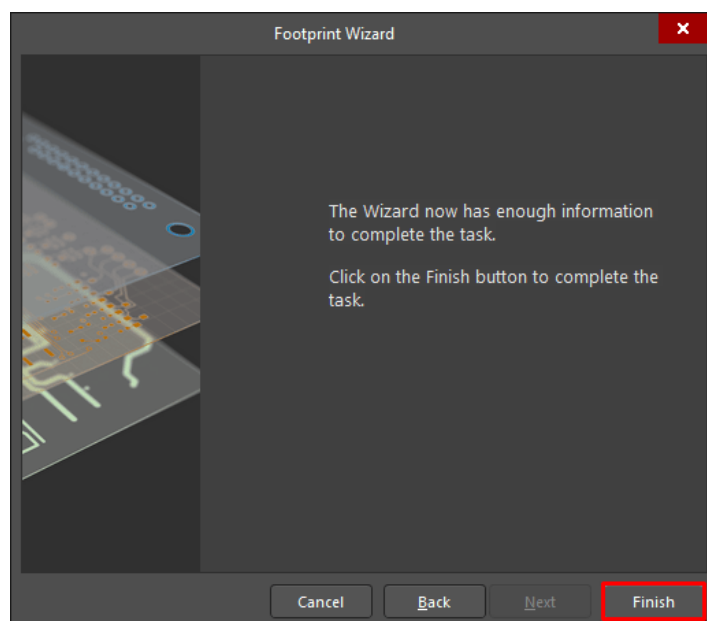 Footprint Wizard
The Wizard now has enough information
to complete the task.
Click on the Finish button to complete the
task.
Cancel
Back
Next
Finish